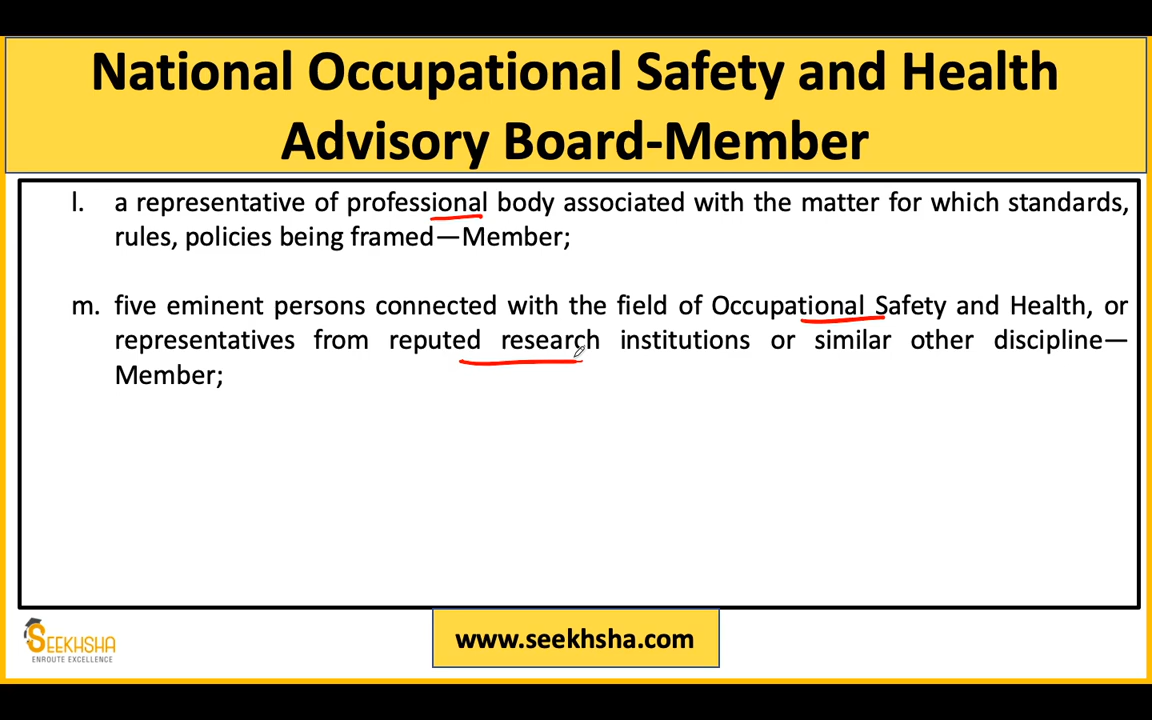 National Occupational Safety and Health
Advisory Board-Member
l. a representative of professional body associated with the matter for which standards,
rules, policies being framed—Member;
m. five eminent persons connected with the field of Occupational Safety and Health, or
representatives from reputed research institutions or similar other discipline—
Member;
SEEKHSHA
ENROUTE EXCELLENCE
www.seekhsha.com